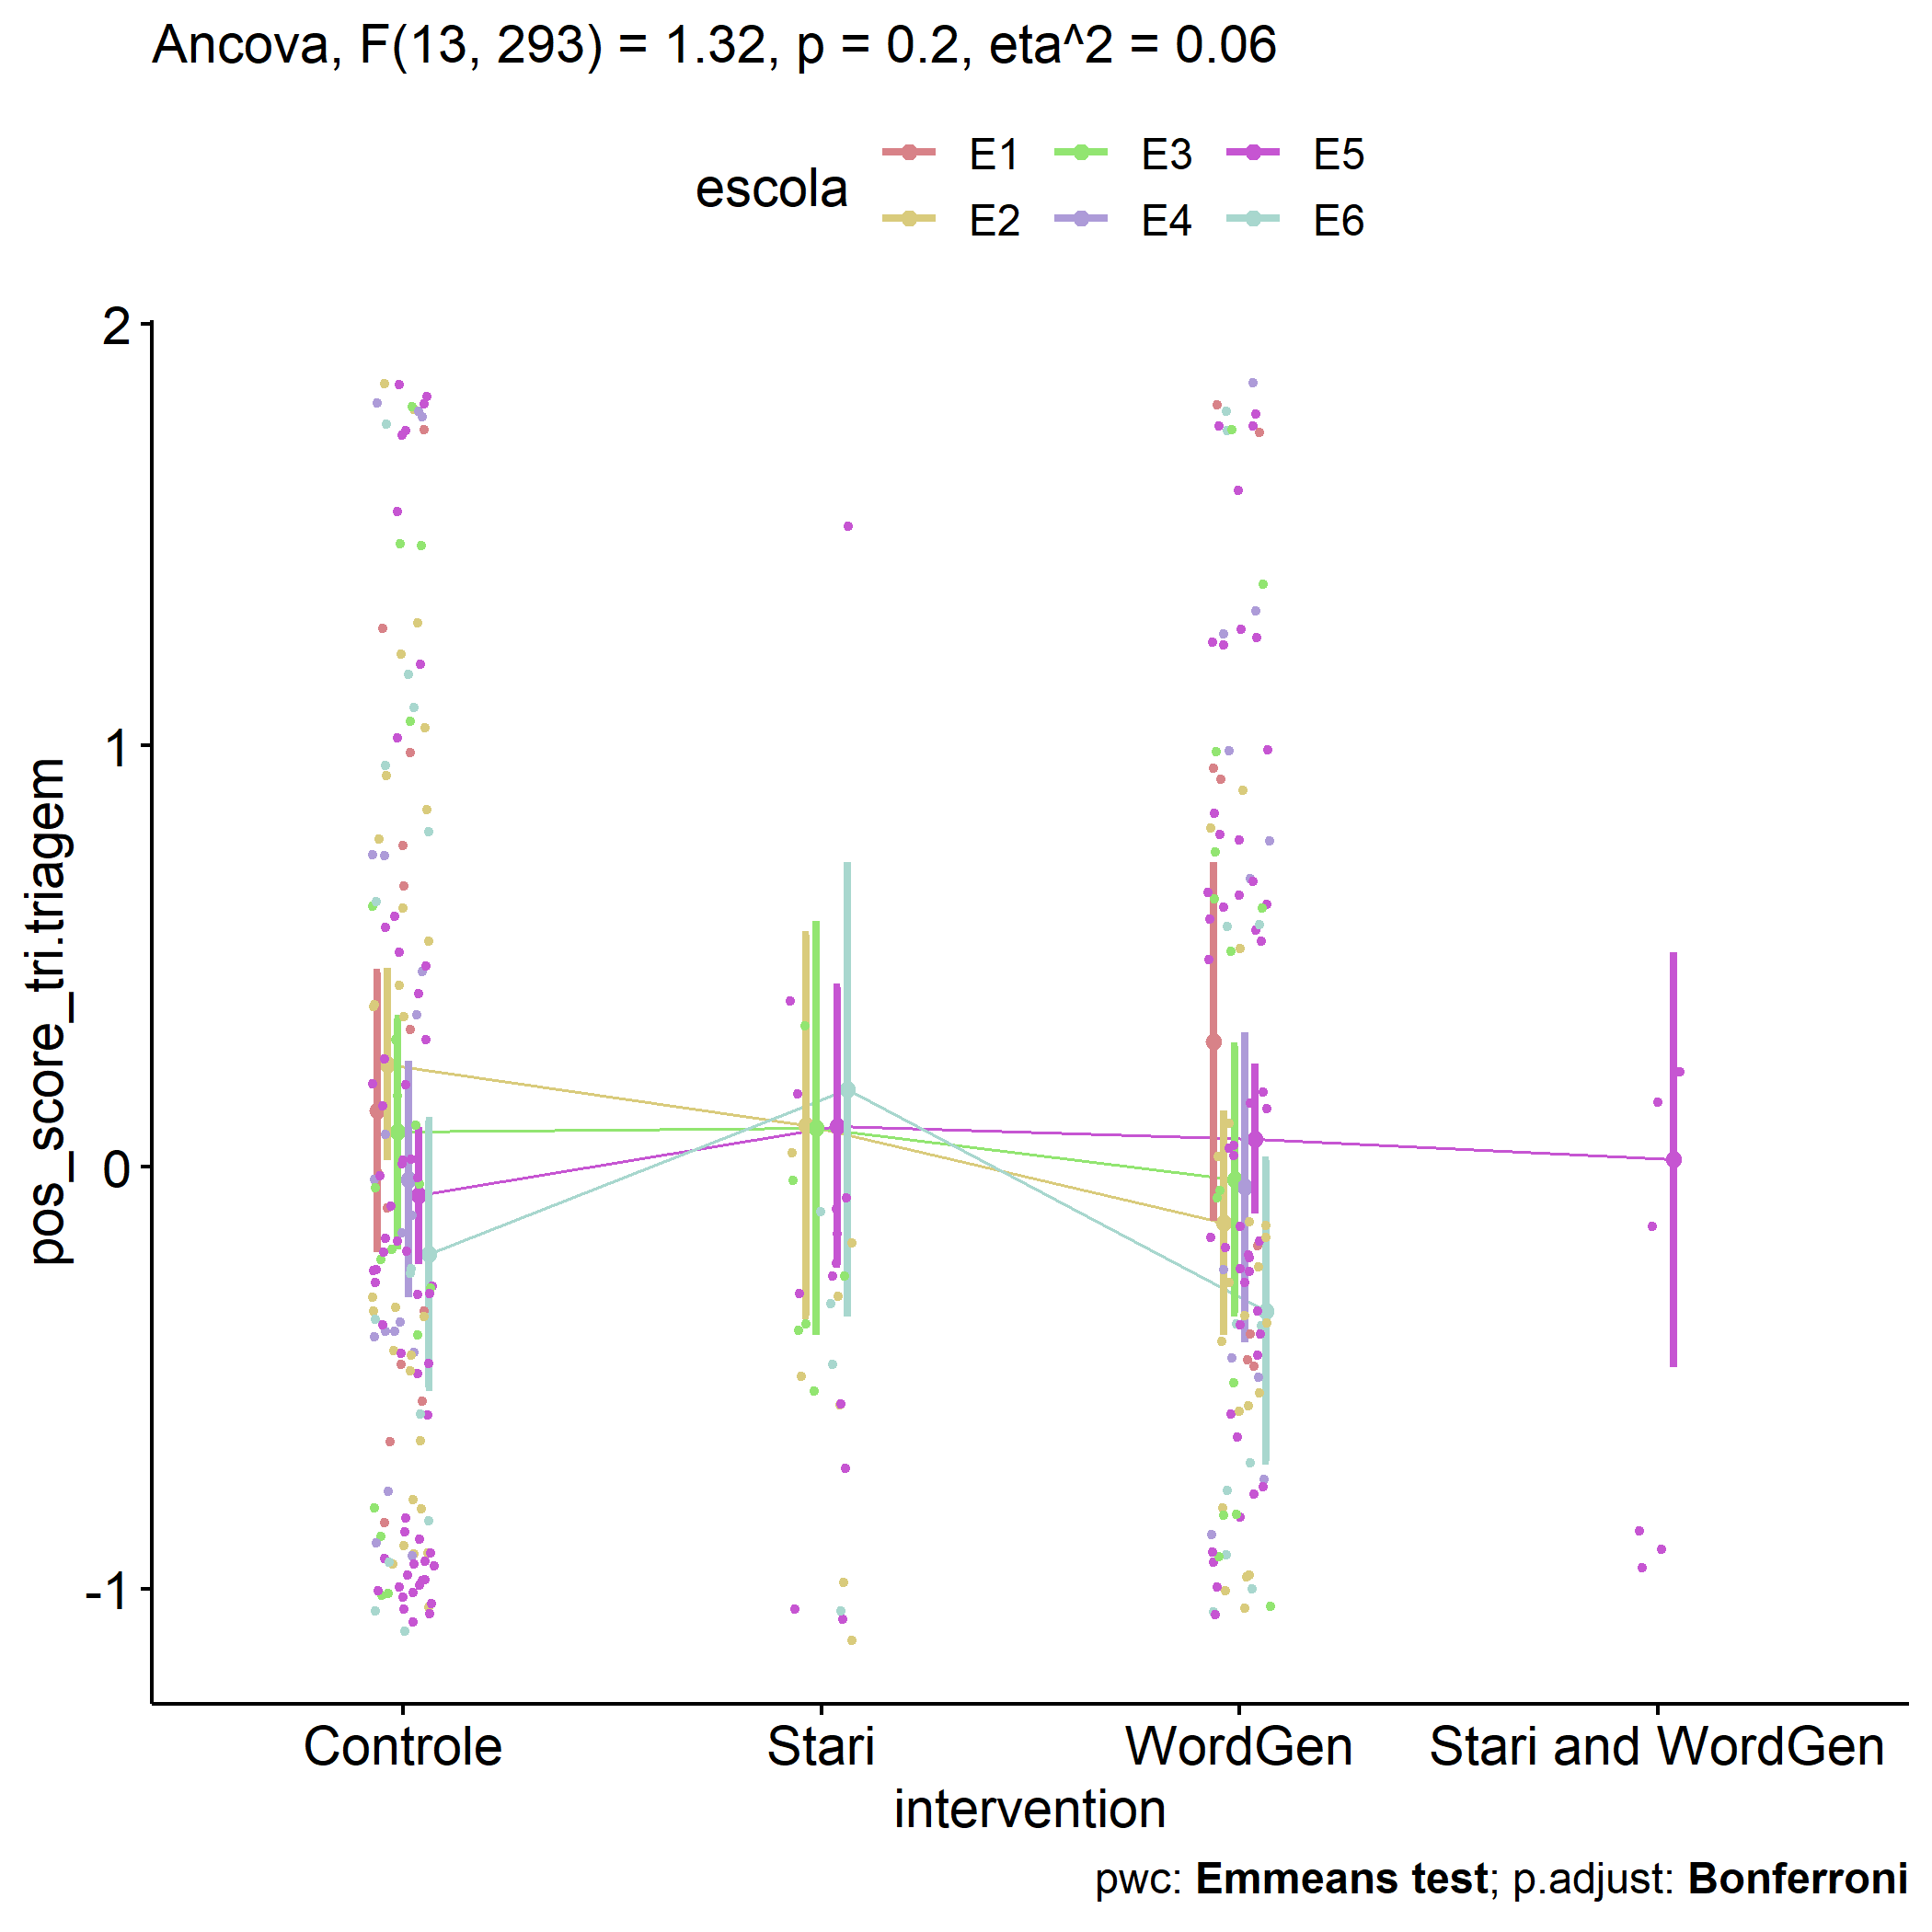 Ancova, F(13, 293) = 1.32, p = 0.2, eta^2 = 0.06
escola
E1 E3 E5
E2 E4 E6
pos_score_tri.triagem
2
1
0
-1
Controle Stari WordGen Stari and WordGen
intervention
pwc: Emmeans test; p.adjust: Bonferroni